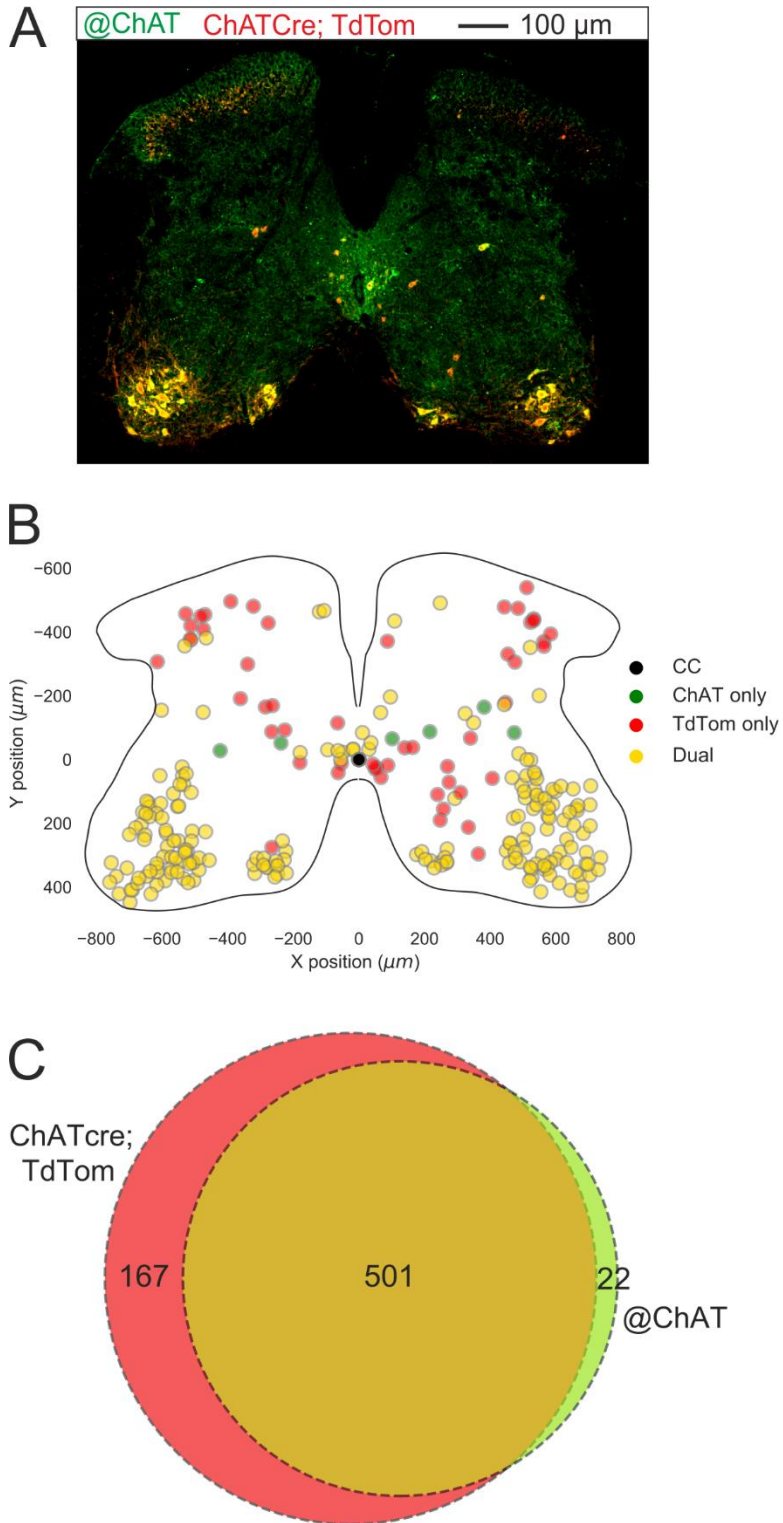 A
@ChAT ChATCre; TdTom 100 µm
B
−600
−400
−200
0
200
400
Y position (µm)
−800 −600 −400 −200 0 200 400 600 800
X position (µm)
CC
ChAT only
TdTom only
Dual
C
ChATcre;
TdTom
167 501 22
@ChAT